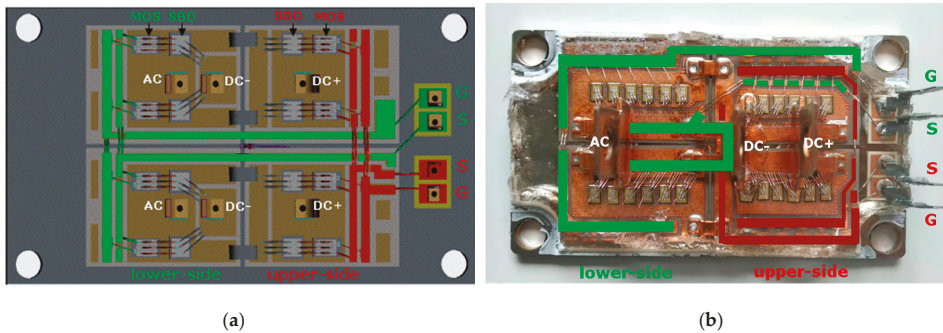 MOS SBD
SBD MOS
AC
DC-
DC+
G
S
S
G
AC
DC-
DC+
lower-side
upper-side
(a)
AC
DC-
DC+
G
S
S
G
lower-side
upper-side
(b)